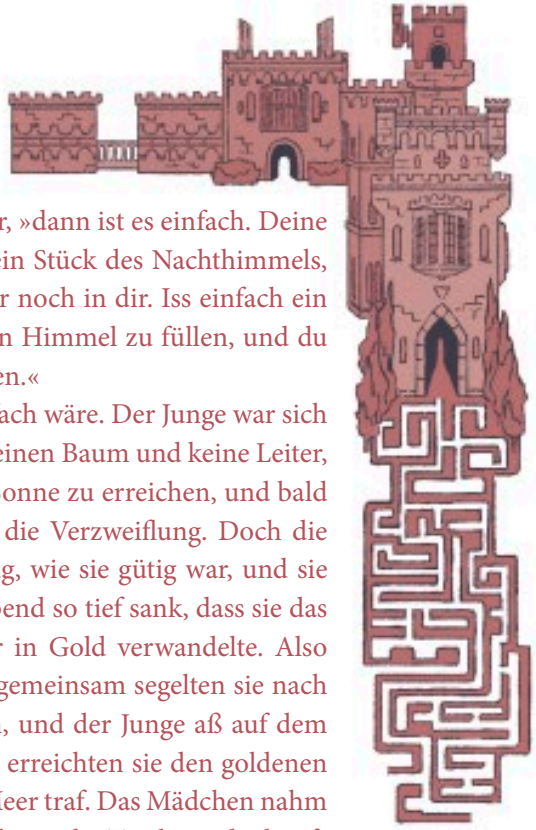 r, »dann ist es einfach. Deine
ein Stück des Nachthimmels,
r noch in dir. Iss einfach ein
n Himmel zu füllen, und du
en.«
ach wäre. Der Junge war sich
einen Baum und keine Leiter,
Sonne zu erreichen, und bald
die Verzweiflung. Doch die
g, wie sie gütig war, und sie
bend so tief sank, dass sie das
r in Gold verwandelte. Also
gemeinsam segelten sie nach
n, und der Junge aß auf dem
erreichten sie den goldenen
Meer traf. Das Mädchen nahm